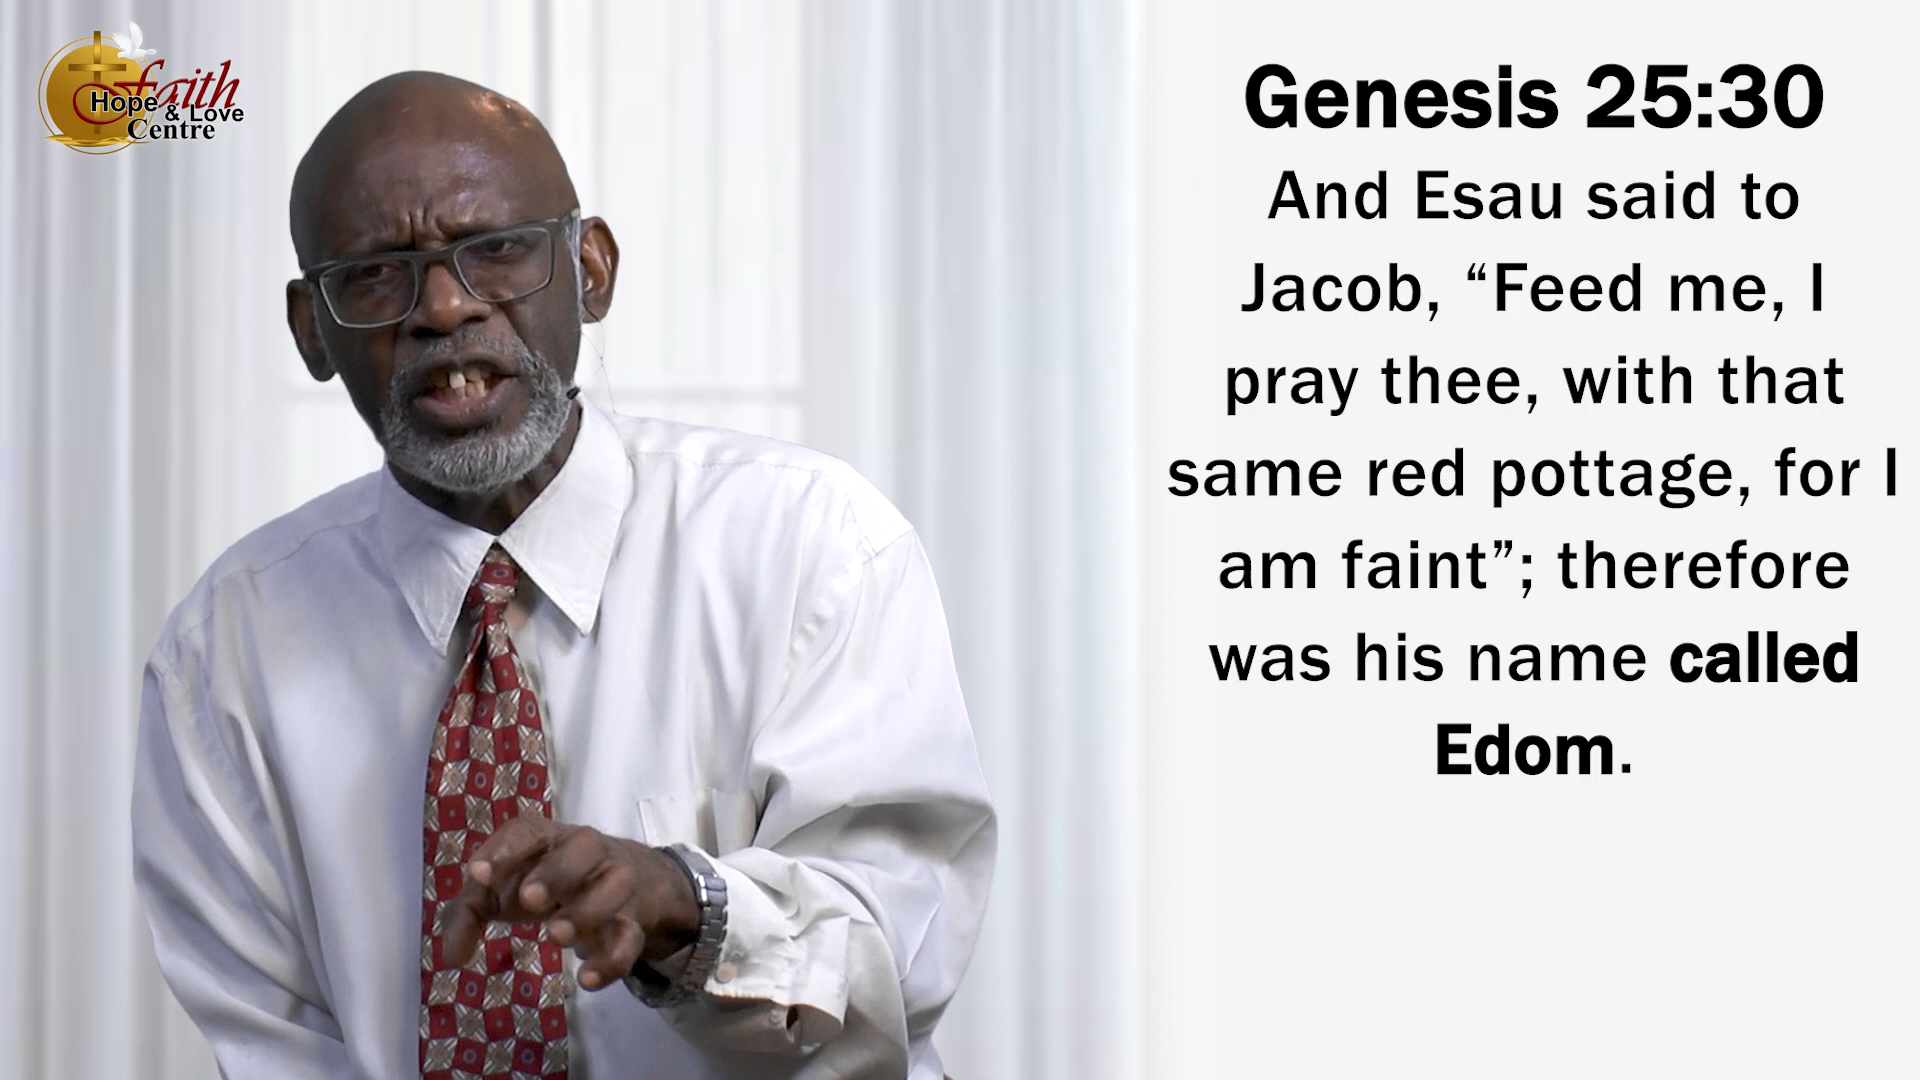 faith
Hope & Love
Centre
Genesis 25:30
And Esau said to
Jacob, “Feed me, I
pray thee, with that
same red pottage, for I
am faint”; therefore
was his name called
Edom.